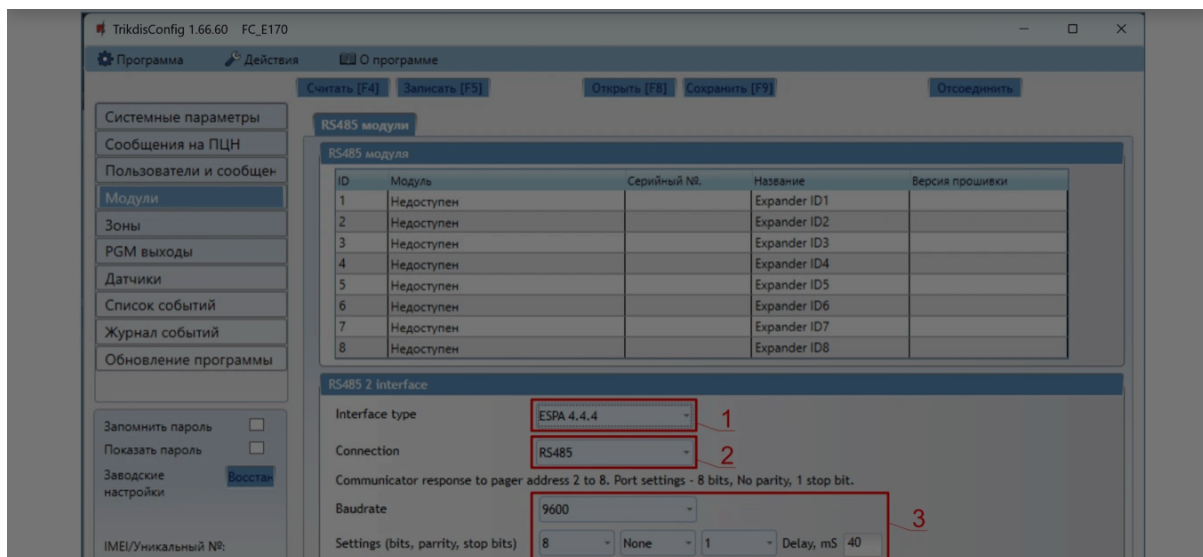 TrikdisConfig 1.66.60 FC_E170
Программа Действия О программе
Считать [F4] Записать [F5] Открыть [F8] Сохранить [F9] Отсоединить
Системные параметры
Сообщения на ПЦН
Пользователи и сообщен
Модули
Зоны
PGM выходы
Датчики
Список событий
Журнал событий
Обновление программы
Запомнить пароль
Показать пароль
Заводские настройки
Восстан
IMEI/Уникальный №:
RS485 модули
RS485 модуля
ID Модуль Серийный №. Название Версия прошивки
1 Недоступен Expander ID1
2 Недоступен Expander ID2
3 Недоступен Expander ID3
4 Недоступен Expander ID4
5 Недоступен Expander ID5
6 Недоступен Expander ID6
7 Недоступен Expander ID7
8 Недоступен Expander ID8
RS485 2 interface
Interface type ESPA 4.4.4 1
Connection RS485 2
Communicator response to pager address 2 to 8. Port settings - 8 bits, No parity, 1 stop bit.
Baudrate 9600 3
Settings (bits, parrity, stop bits) 8 None 1 Delay, mS 40